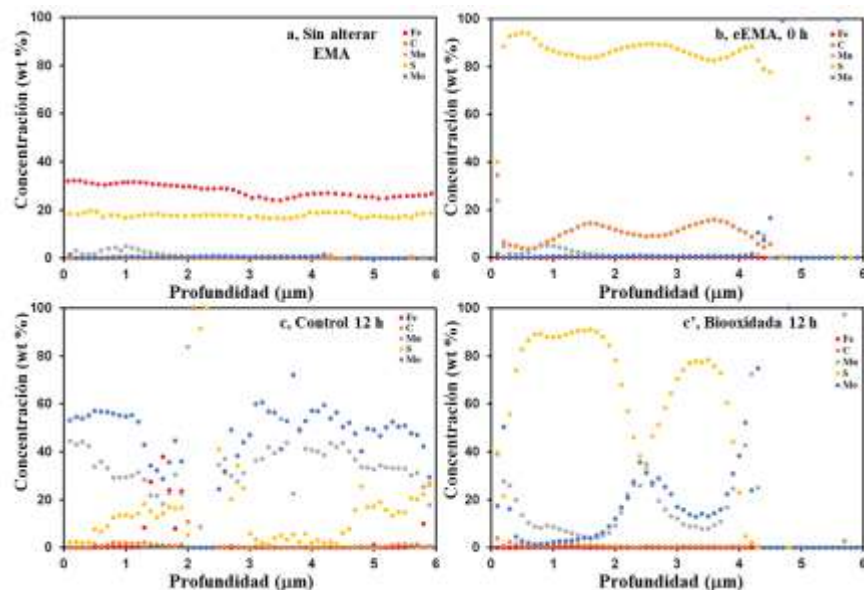 a, Sin alterar
EMA
Fe
C
Mo
S
Mo
100
80
60
40
20
0
0 1 2 3 4 5 6
Concentración (wt %)
Profundidad (µm)
b, eEMA, 0 h
Fe
C
Mo
S
Mo
100
80
60
40
20
0
0 1 2 3 4 5 6
Concentración (wt %)
Profundidad (µm)
c, Control 12 h
Fe
C
Mo
S
Mo
100
80
60
40
20
0
0 1 2 3 4 5 6
Concentración (wt %)
Profundidad (µm)
c', Biooxidada 12 h
Fe
C
Mo
S
Mo
100
80
60
40
20
0
0 1 2 3 4 5 6
Concentración (wt %)
Profundidad (µm)